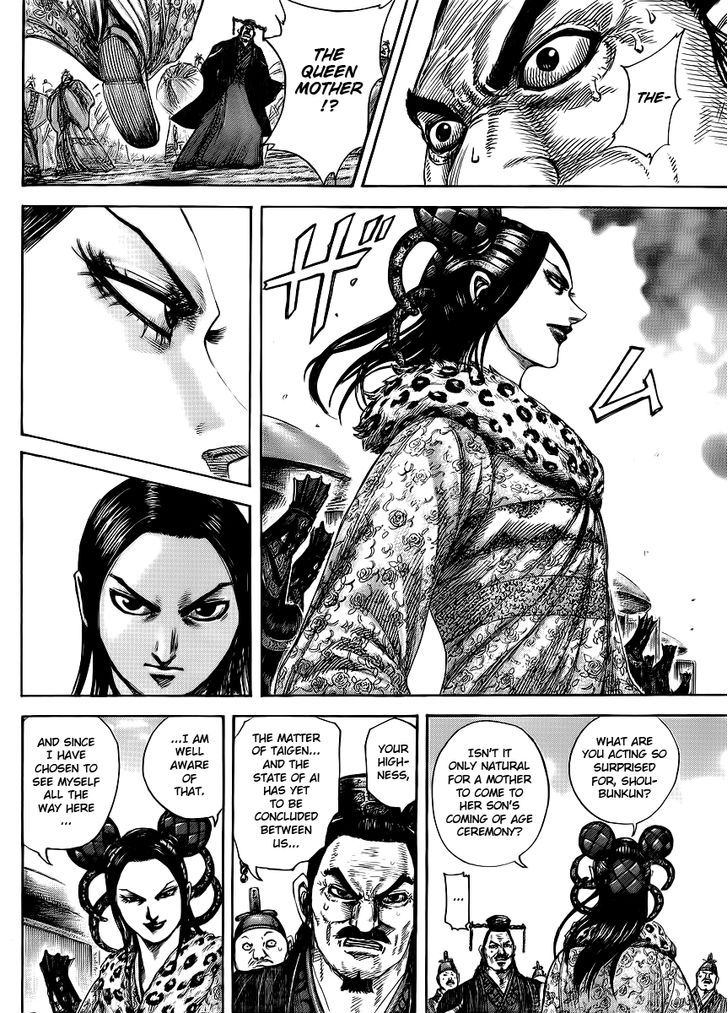 THE-
THE
QUEEN
MOTHER
!?
ザ
ム
WHAT ARE
YOU ACTING SO
SURPRISED
FOR, SHOU-
BUNKUN?
ISN'T IT
ONLY NATURAL
FOR A MOTHER
TO COME TO
HER SON'S
COMING OF AGE
CEREMONY?
...
YOUR
HIGH-
NESS,
THE MATTER
OF TAIGEN...
AND THE
STATE OF AI
HAS YET
TO BE
CONCLUDED
BETWEEN
US...
...I AM
WELL
AWARE OF
THAT.
AND SINCE
I HAVE
CHOSEN TO
SEE MYSELF
ALL THE
WAY HERE
...